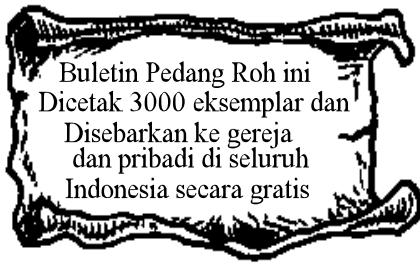 Buletin Pedang Roh ini
Dicetak 3000 eksemplar dan
Disebarkan ke gereja
dan pribadi di seluruh
Indonesia secara gratis